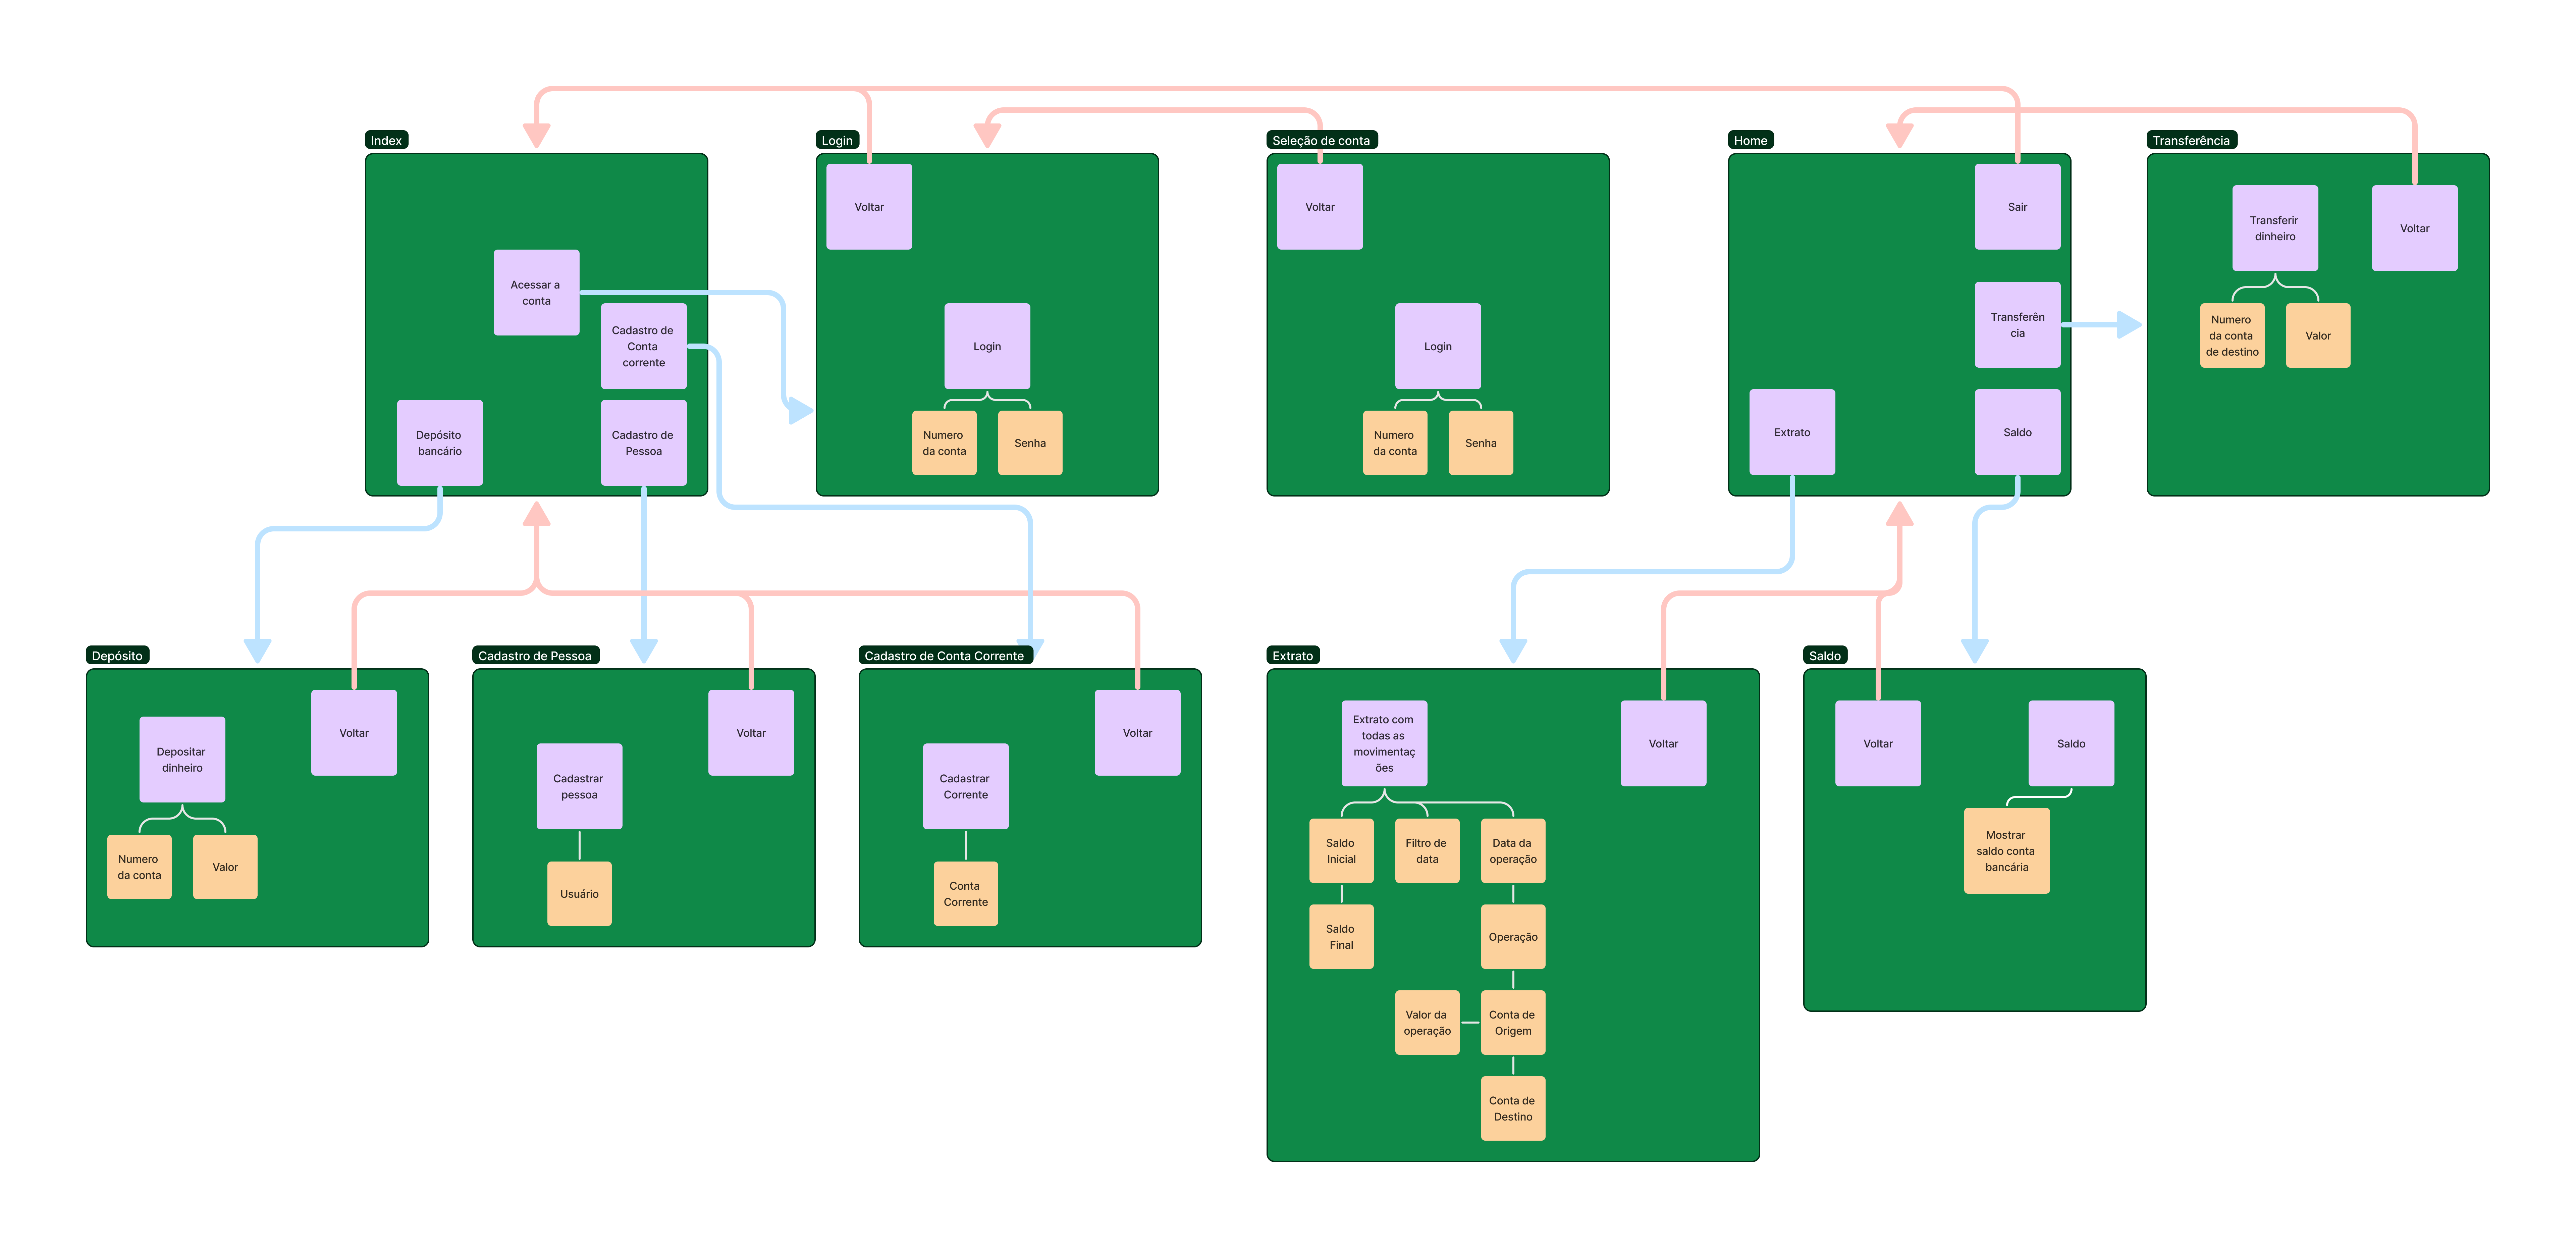 Index
Acessar a
conta
Cadastro de
Conta
corrente
Depósito
bancário
Cadastro de
Pessoa
Login
Voltar
Login
Numero
da conta
Senha
Seleção de conta
Voltar
Login
Numero
da conta
Senha
Home
Sair
Transferên
cia
Extrato
Saldo
Transferência
Transferir
dinheiro
Voltar
Numero
da conta
de destino
Valor
Depósito
Voltar
Depositar
dinheiro
Numero
da conta
Valor
Cadastro de Pessoa
Voltar
Cadastrar
pessoa
Usuário
Cadastro de Conta Corrente
Voltar
Cadastrar
Corrente
Conta
Corrente
Extrato
Extrato com
todas as
movimentaç
ões
Voltar
Saldo
Inicial
Filtro de
data
Data da
operação
Saldo
Final
Operação
Valor da
operação
Conta de
Origem
Conta de
Destino
Saldo
Voltar
Saldo
Mostrar
saldo conta
bancária